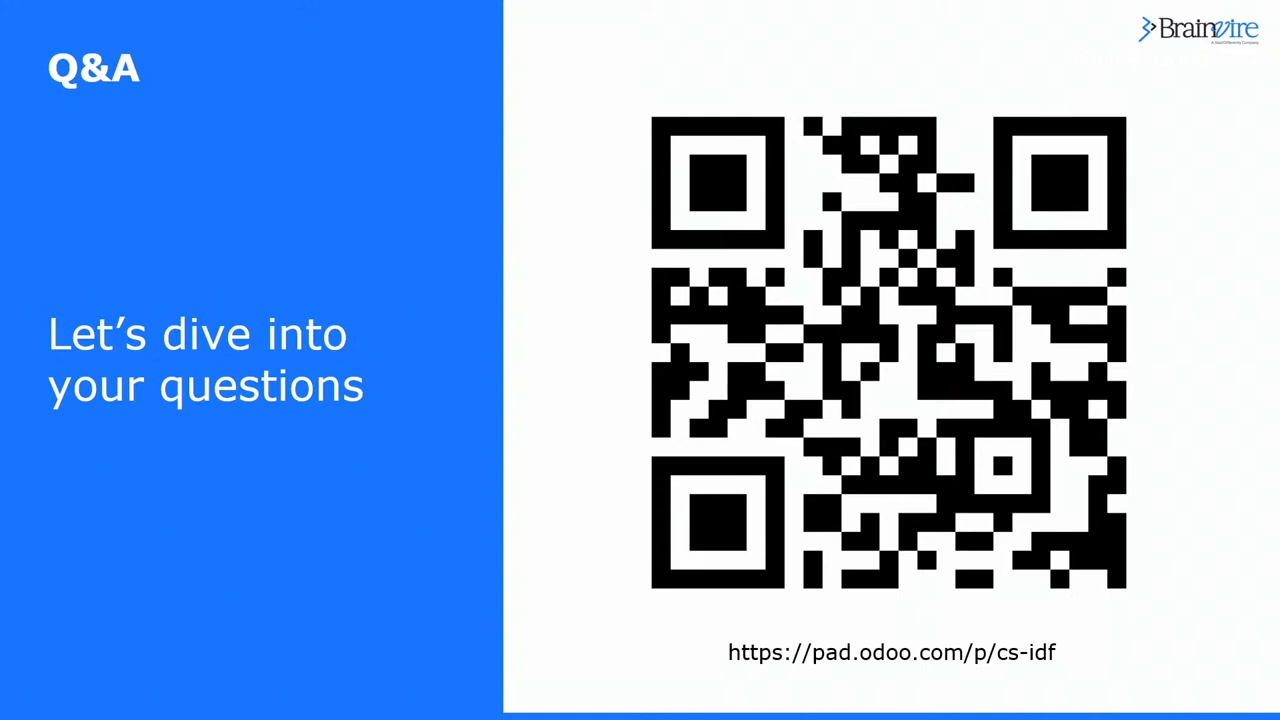 Brainvire
Q&A
Let's dive into
your questions
https://pad.odoo.com/p/cs-idf